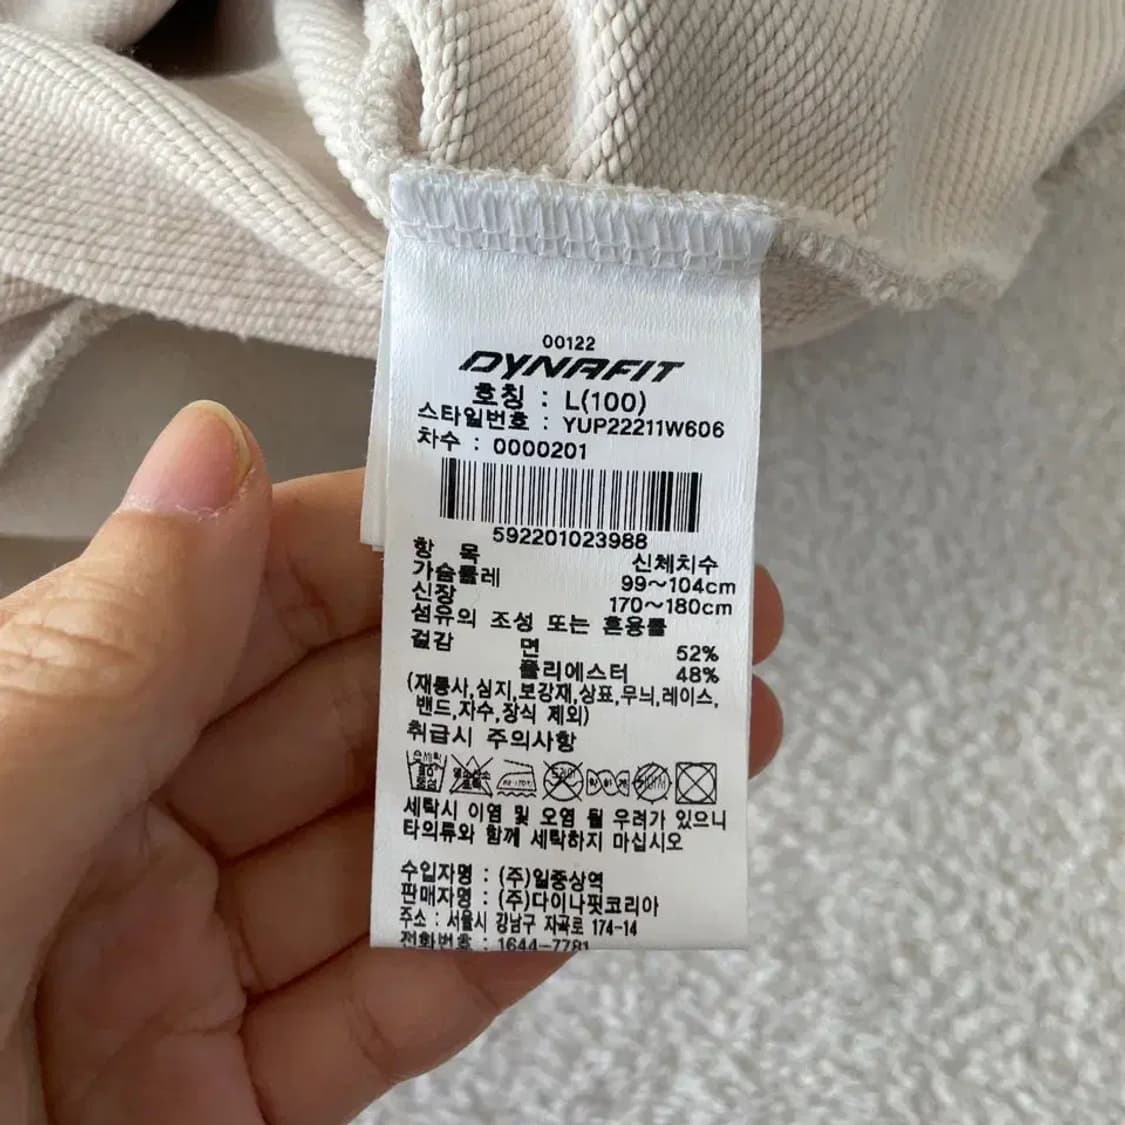 00122
DYNAFIT
호칭 : L(100)
스타일번호 : YUP22211W606
차수 : 0000201
592201023988
항 목 신체치수
가슴둘레 99~104cm
신장 170~180cm
섬유의 조성 또는 혼용률
겉감 면 52%
폴리에스터 48%
(재봉사,심지,보강재,상표,무늬,레이스,
밴드,자수,장식 제외)
취급시 주의사항
손세탁
중성
세탁시 이염 및 오염 될 우려가 있으니
타의류와 함께 세탁하지 마십시오
수입자명 : (주)일중상역
판매자명 : (주)다이나핏코리아
주소 : 서울시 강남구 자곡로 174-14
전화번호 : 1644-7781